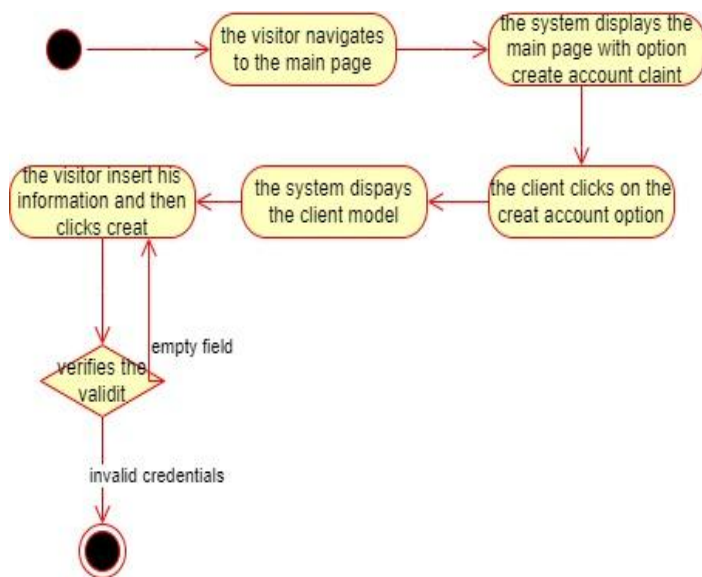 the visitor navigates
to the main page
the system displays the
main page with option
create account claint
the client clicks on the
creat account option
the system dispays
the client model
the visitor insert his
information and then
clicks creat
empty field
verifies the
validit
invalid credentials